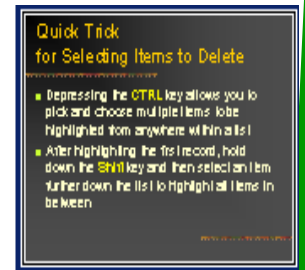 Quick Trick
for Selecting Items to Delete
Depressing the CTRL key allows you to
pick and choose multiple items to be
highlighted from anywhere within a list
After highlighting the first record, hold
down the Shift key and then select an item
further down the list to highlight all items in
between